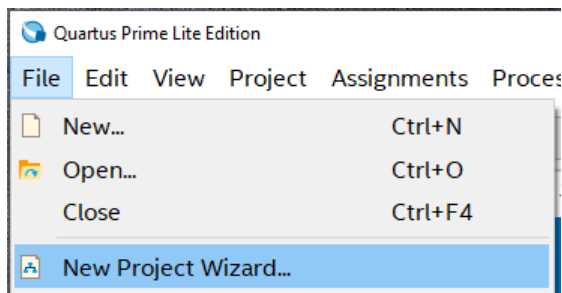 Quartus Prime Lite Edition
File Edit View Project Assignments
New... Ctrl+N
Open... Ctrl+O
Close Ctrl+F4
New Project Wizard...